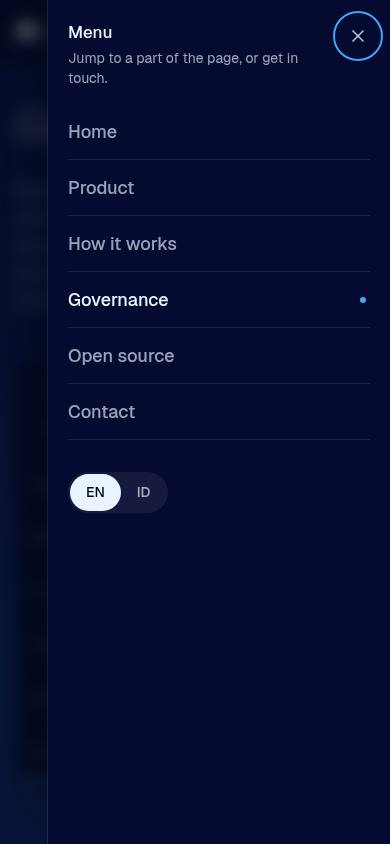 Menu
Jump to a part of the page, or get in
touch.
Home
Product
How it works
Governance
Open source
Contact
EN ID